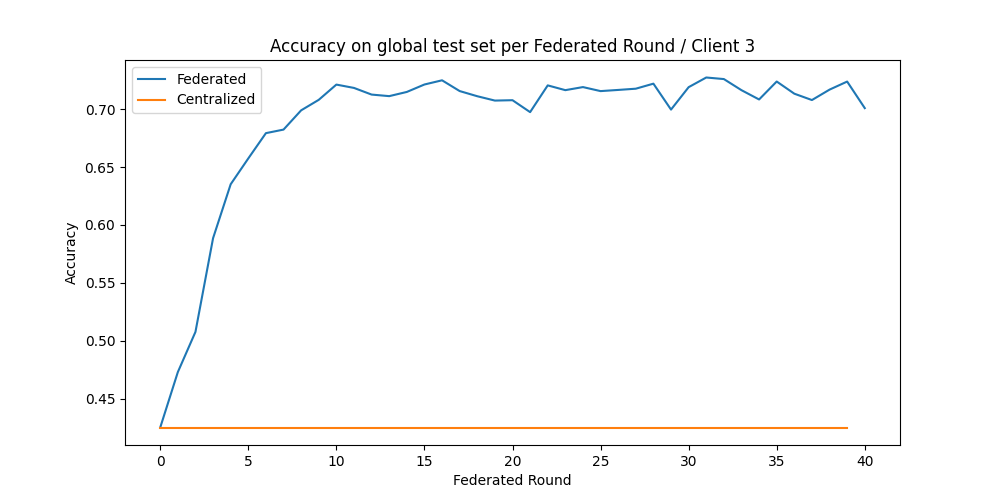 Accuracy on global test set per Federated Round / Client 3
Federated
Centralized
0.70
0.65
0.60
0.55
0.50
0.45
Accuracy
0 5 10 15 20 25 30 35 40
Federated Round